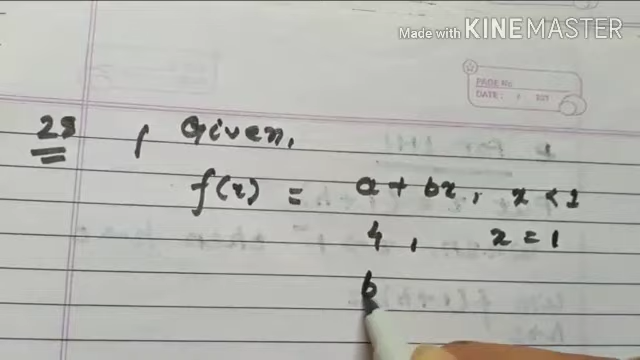 Made with KINEMASTER
PAGE No
DATE: / /
28 , Given,
f(x) = a + bx, x < 1
4 , x = 1
b